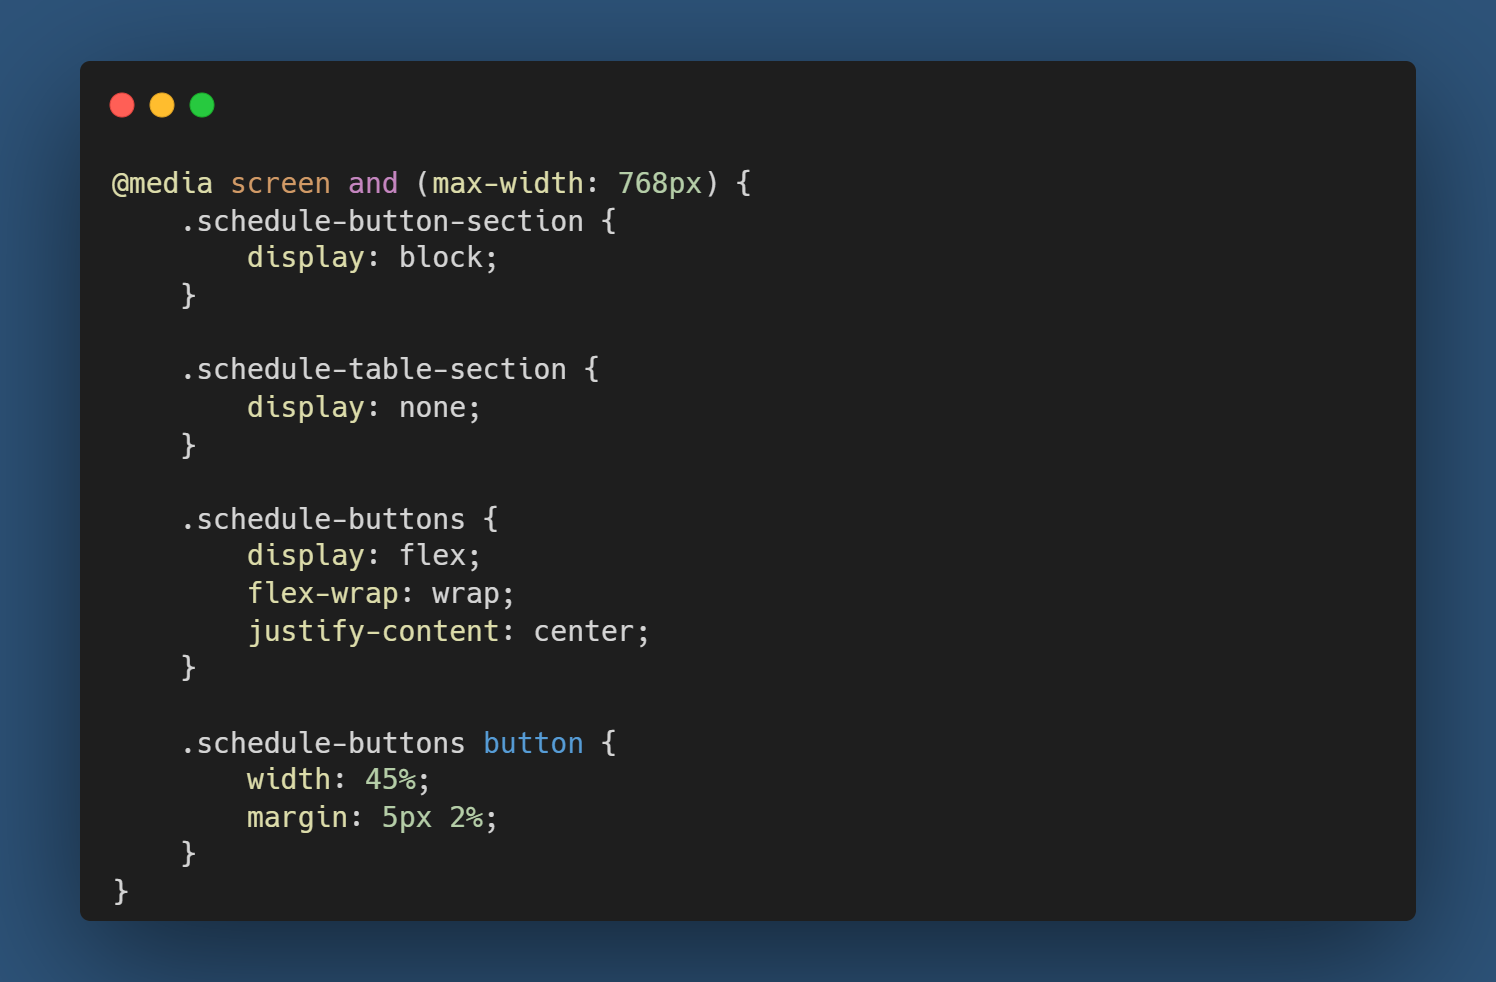 @media screen and (max-width: 768px) {
    .schedule-button-section {
        display: block;
    }

    .schedule-table-section {
        display: none;
    }

    .schedule-buttons {
        display: flex;
        flex-wrap: wrap;
        justify-content: center;
    }

    .schedule-buttons button {
        width: 45%;
        margin: 5px 2%;
    }
}